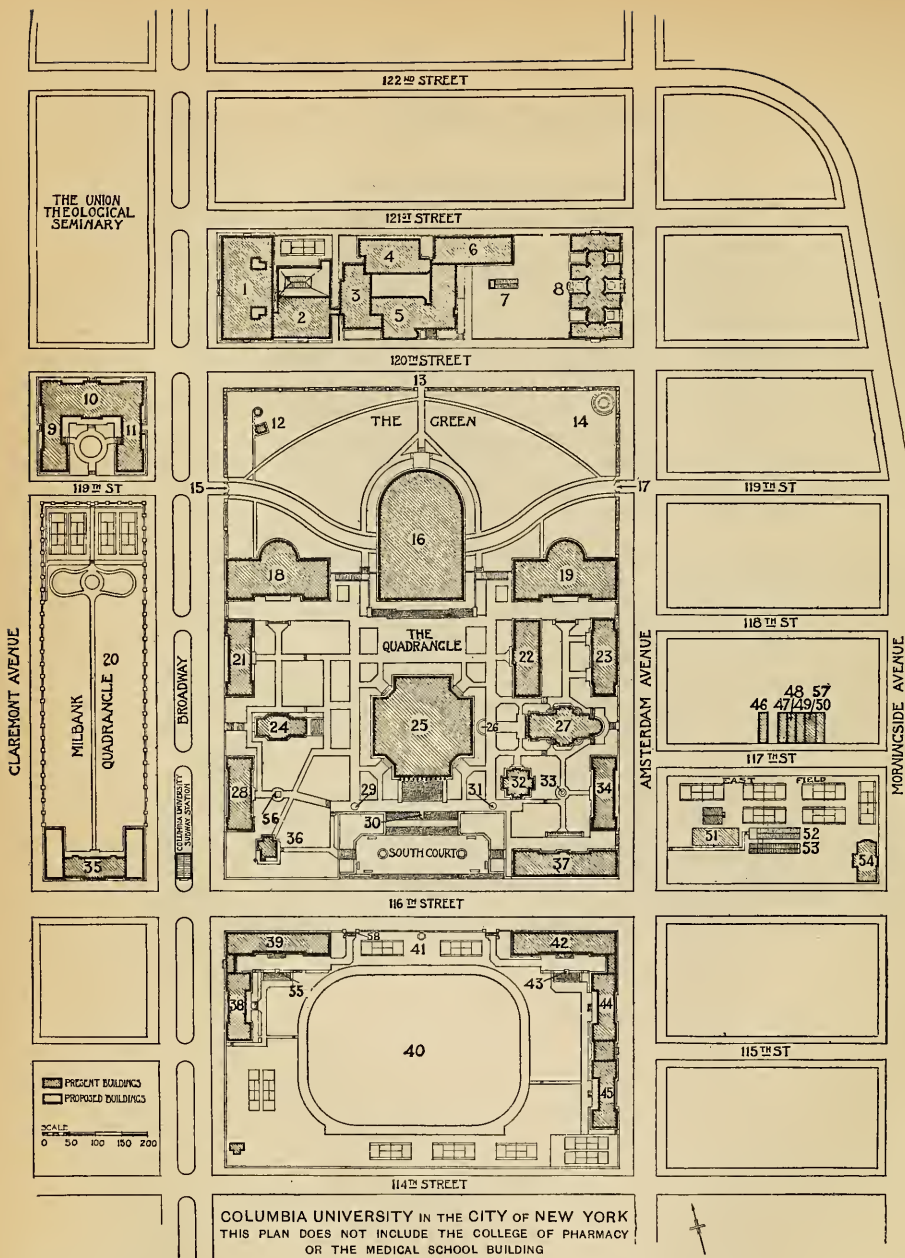 122ND STREET
THE UNION
THEOLOGICAL
SEMINARY
121ST STREET
1
2
3
4
5
6
7
8
120TH STREET
13
10
9
11
12
THE GREEN
14
119TH ST
15
17
119TH ST
16
18
19
118TH ST
THE
QUADRANGLE
21
22
23
CLAREMONT AVENUE
MILBANK
QUADRANGLE
20
BROADWAY
AMSTERDAM AVENUE
MORNINGSIDE AVENUE
48 57
46 47 49 50
24
25
26
27
117TH ST
COLUMBIA UNIVERSITY
SUBWAY STATION
28
56
29
31
32
33
34
EAST FIELD
30
36
SOUTH COURT
37
35
51
52
53
54
116TH STREET
39
58
41
42
38
55
43
44
40
115TH ST
45
PRESENT BUILDINGS
PROPOSED BUILDINGS
SCALE
0 50 100 150 200
114TH STREET
COLUMBIA UNIVERSITY IN THE CITY OF NEW YORK
THIS PLAN DOES NOT INCLUDE THE COLLEGE OF PHARMACY
OR THE MEDICAL SCHOOL BUILDING